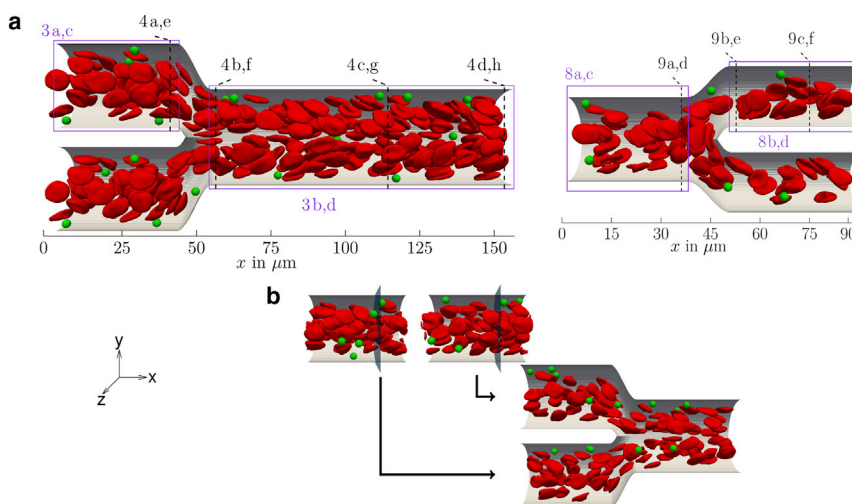 a
3a,c
4a,e
4b,f
4c,g
4d,h
3b,d
0 25 50 75 100 125 150
x in μm
8a,c
9a,d
9b,e
9c,f
8b,d
0 15 30 45 60 75 90
x in μm
b
y
x
z